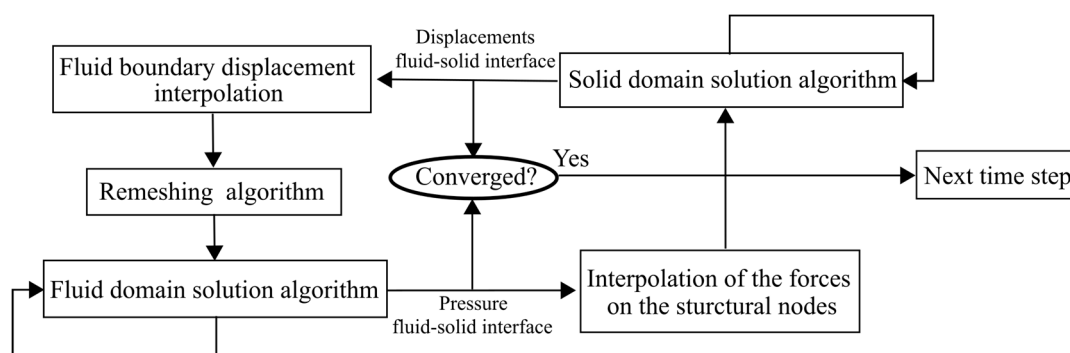 Displacements
fluid-solid interface
Fluid boundary displacement
interpolation
Solid domain solution algorithm
Remeshing algorithm
Converged?
Yes
Next time step
Fluid domain solution algorithm
Pressure
fluid-solid interface
Interpolation of the forces
on the sturctural nodes